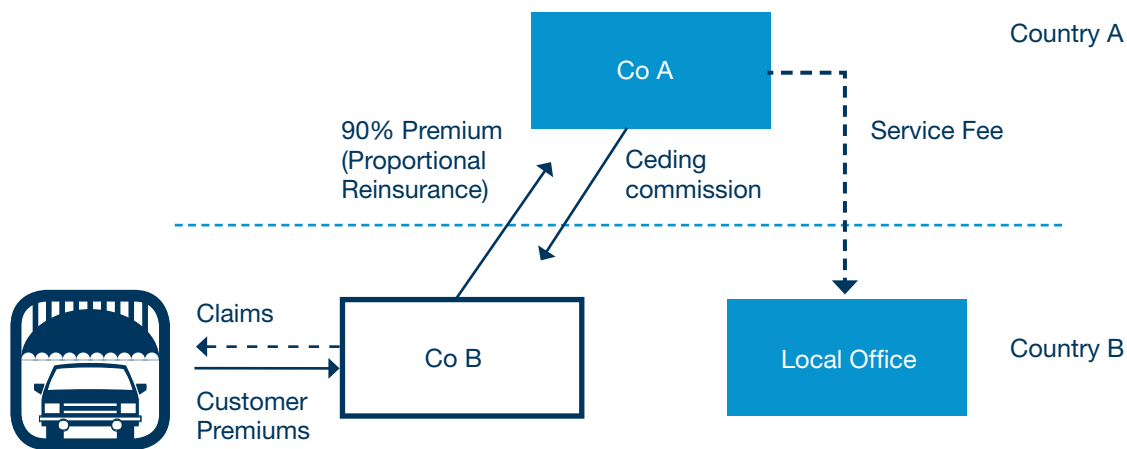 Country A
Co A
90% Premium
(Proportional
Reinsurance)
Ceding
commission
Service Fee
Claims
Co B
Local Office
Country B
Customer
Premiums